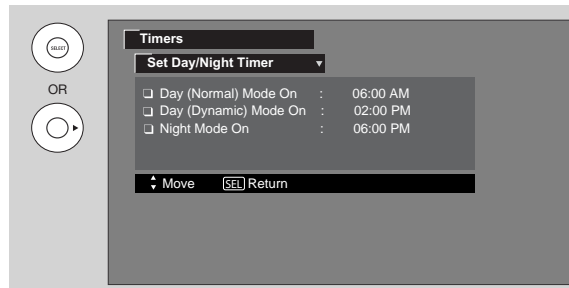 SELECT
OR
Timers
Set Day/Night Timer
Day (Normal) Mode On : 06:00 AM
Day (Dynamic) Mode On : 02:00 PM
Night Mode On : 06:00 PM
Move SEL Return